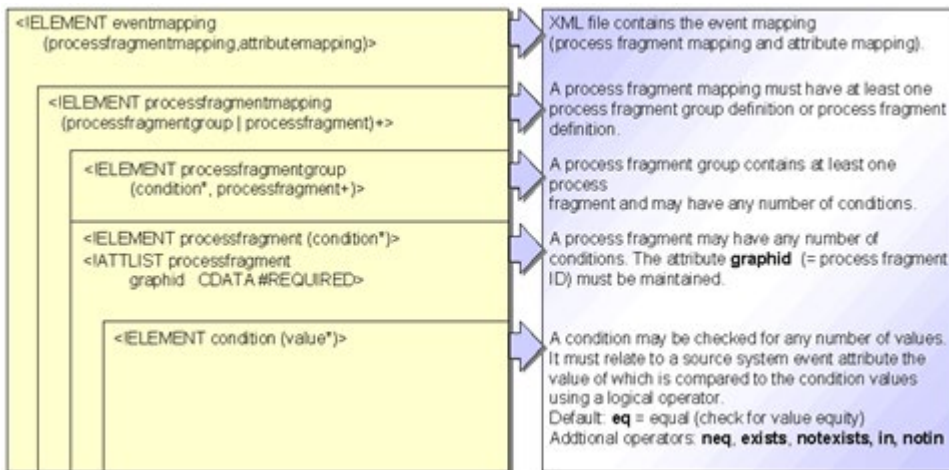 <!ELEMENT eventmapping
(processfragmentmapping,attributemapping)>
XML file contains the event mapping
(process fragment mapping and attribute mapping).
<!ELEMENT processfragmentmapping
(processfragmentgroup | processfragment)+>
A process fragment mapping must have at least one
process fragment group definition or process fragment
definition.
<!ELEMENT processfragmentgroup
(condition*, processfragment+)>
A process fragment group contains at least one
process
fragment and may have any number of conditions.
<!ELEMENT processfragment (condition*)>
<!ATTLIST processfragment
graphid CDATA #REQUIRED>
A process fragment may have any number of
conditions. The attribute graphid (= process fragment
ID) must be maintained.
<!ELEMENT condition (value*)>
A condition may be checked for any number of values.
It must relate to a source system event attribute the
value of which is compared to the condition values
using a logical operator.
Default: eq = equal (check for value equity)
Addtional operators: neq, exists, notexists, in, notin